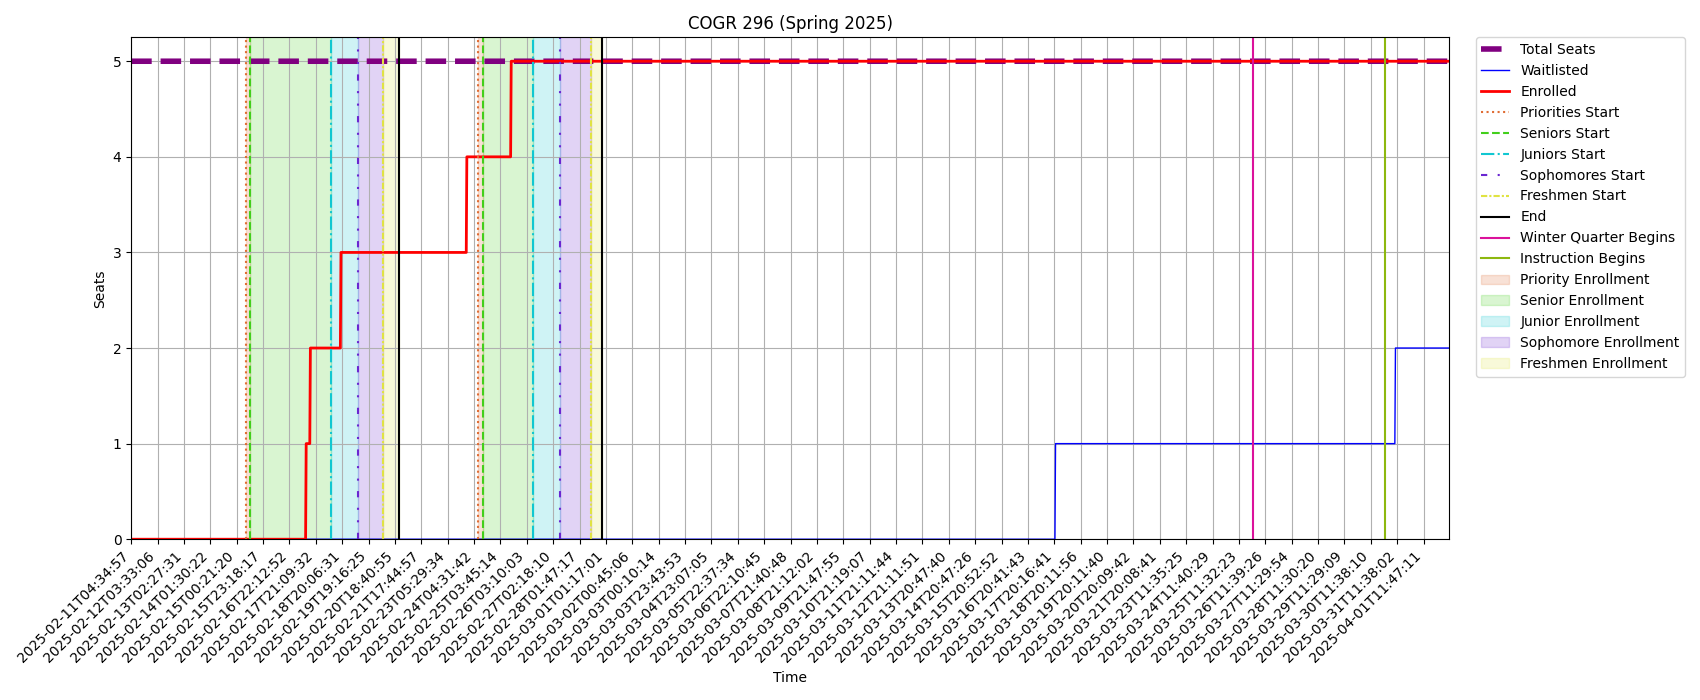 COGR 296 (Spring 2025)
Seats
5
4
3
2
1
0
2025-02-11T04:34:57
2025-02-12T03:33:06
2025-02-13T02:27:31
2025-02-14T01:30:22
2025-02-15T00:21:20
2025-02-15T23:18:17
2025-02-16T22:12:52
2025-02-17T21:09:32
2025-02-18T20:06:31
2025-02-19T19:16:25
2025-02-20T18:40:55
2025-02-21T17:44:57
2025-02-23T05:29:34
2025-02-24T04:31:42
2025-02-25T03:45:14
2025-02-26T03:10:03
2025-02-27T02:18:10
2025-02-28T01:47:17
2025-03-01T01:17:01
2025-03-02T00:45:06
2025-03-03T00:10:14
2025-03-03T23:43:53
2025-03-04T23:07:05
2025-03-05T22:37:34
2025-03-06T22:10:45
2025-03-07T21:40:48
2025-03-08T21:12:02
2025-03-09T21:47:55
2025-03-10T21:19:07
2025-03-11T21:11:44
2025-03-12T21:11:51
2025-03-13T20:47:40
2025-03-14T20:47:26
2025-03-15T20:52:52
2025-03-16T20:41:43
2025-03-17T20:16:41
2025-03-18T20:11:56
2025-03-19T20:11:40
2025-03-20T20:09:42
2025-03-21T20:08:41
2025-03-23T11:35:25
2025-03-24T11:40:29
2025-03-25T11:32:23
2025-03-26T11:39:26
2025-03-27T11:29:54
2025-03-28T11:30:20
2025-03-29T11:29:09
2025-03-30T11:38:10
2025-03-31T11:38:02
2025-04-01T11:47:11
Time
Total Seats
Waitlisted
Enrolled
Priorities Start
Seniors Start
Juniors Start
Sophomores Start
Freshmen Start
End
Winter Quarter Begins
Instruction Begins
Priority Enrollment
Senior Enrollment
Junior Enrollment
Sophomore Enrollment
Freshmen Enrollment